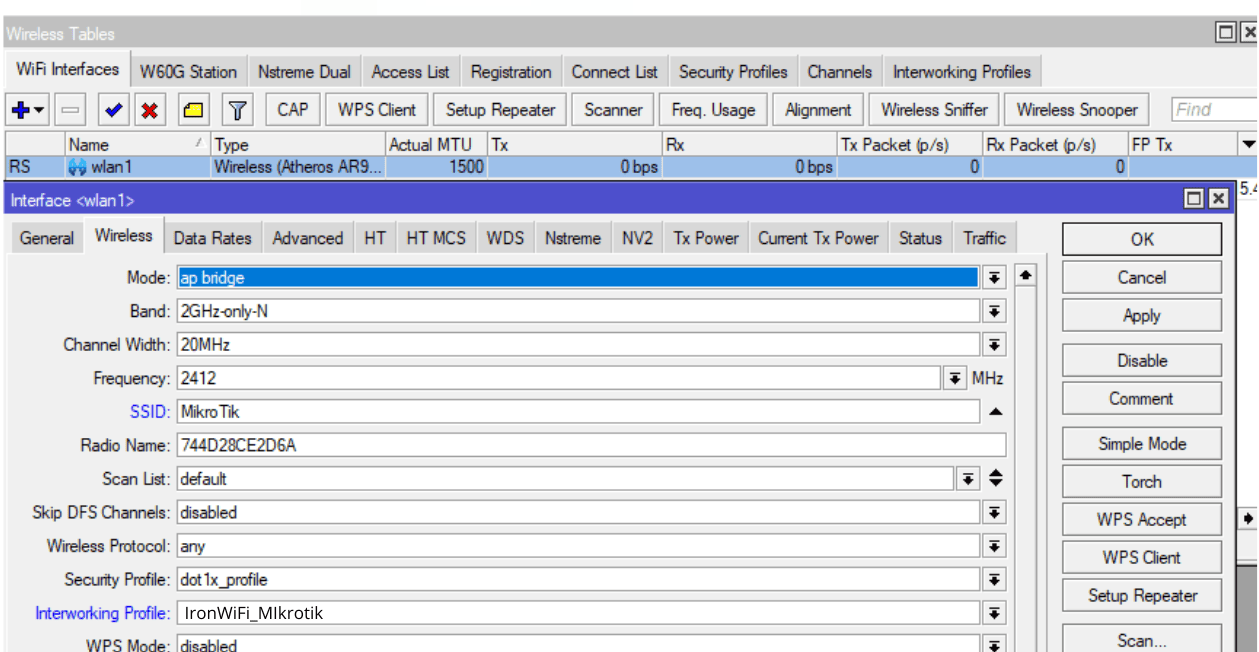 Wireless Tables
WiFi Interfaces W60G Station Nstreme Dual Access List Registration Connect List Security Profiles Channels Interworking Profiles
CAP WPS Client Setup Repeater Scanner Freq. Usage Alignment Wireless Sniffer Wireless Snooper Find
Name Type Actual MTU Tx Rx Tx Packet (p/s) Rx Packet (p/s) FP Tx
RS wlan1 Wireless (Atheros AR9... 1500 0 bps 0 bps 0 0
5.4
Interface <wlan1>
General Wireless Data Rates Advanced HT HT MCS WDS Nstreme NV2 Tx Power Current Tx Power Status Traffic
OK
Mode: ap bridge
Cancel
Band: 2GHz-only-N
Apply
Channel Width: 20MHz
Disable
Frequency: 2412 MHz
Comment
SSID: MikroTik
Radio Name: 744D28CE2D6A
Simple Mode
Scan List: default
Torch
Skip DFS Channels: disabled
WPS Accept
Wireless Protocol: any
WPS Client
Security Profile: dot1x_profile
Setup Repeater
Interworking Profile: IronWiFi_MIkrotik
WPS Mode: disabled
Scan...